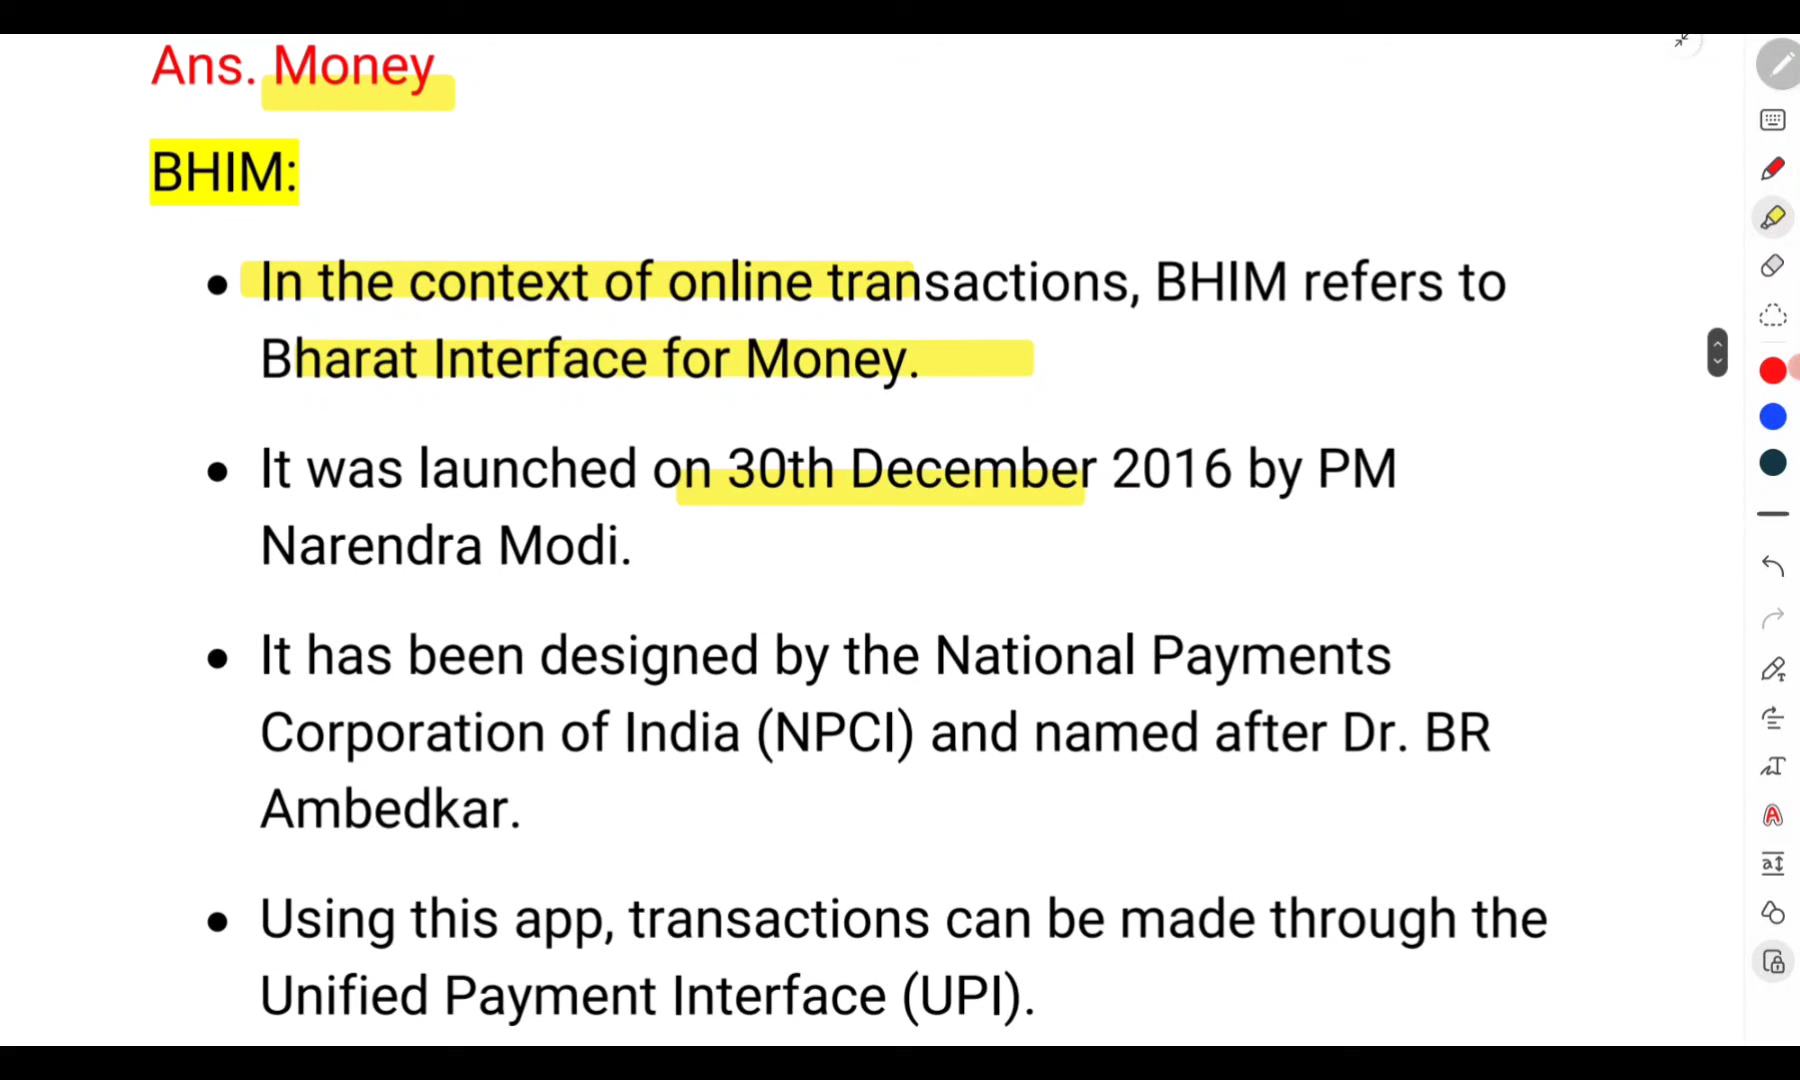 Ans. Money
BHIM:
● In the context of online transactions, BHIM refers to
Bharat Interface for Money.
● It was launched on 30th December 2016 by PM
Narendra Modi.
● It has been designed by the National Payments
Corporation of India (NPCI) and named after Dr. BR
Ambedkar.
● Using this app, transactions can be made through the
Unified Payment Interface (UPI).